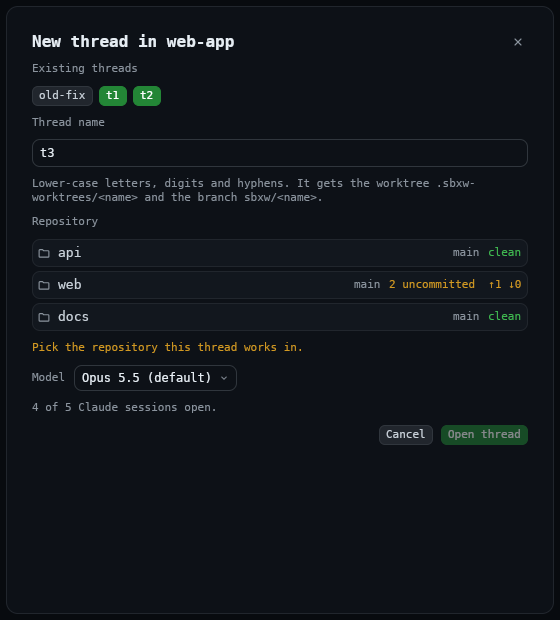 New thread in web-app ×
Existing threads
old-fix t1 t2
Thread name
t3
Lower-case letters, digits and hyphens. It gets the worktree .sbxw-
worktrees/<name> and the branch sbxw/<name>.
Repository
api main clean
web main 2 uncommitted ↑1 ↓0
docs main clean
Pick the repository this thread works in.
Model Opus 5.5 (default)
4 of 5 Claude sessions open.
Cancel Open thread